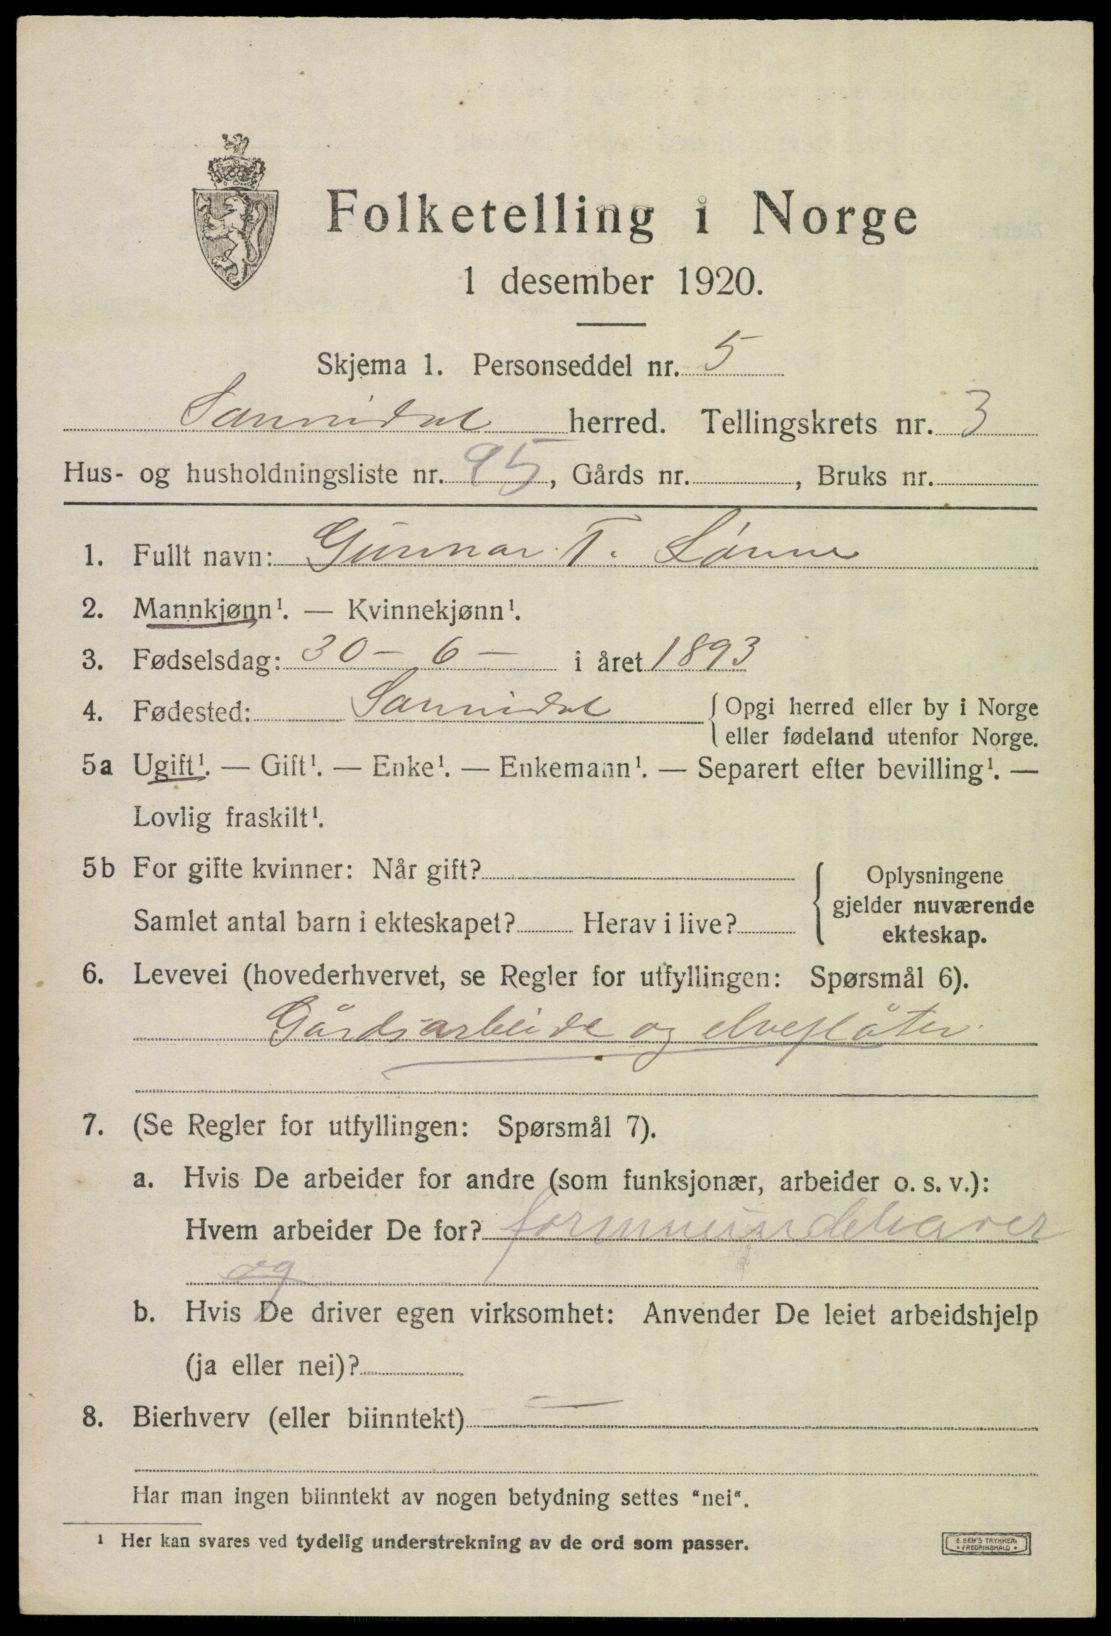 Folketelling i Norge
1 desember 1920.
Skjema 1. Personseddel nr. 5
Sannidal herred. Tellingskrets nr. 3
Hus- og husholdningsliste nr. 95, Gårds nr. , Bruks nr.
1. Fullt navn: Gunnar T. Lønne
2. Mannkjønn¹. — Kvinnekjønn¹.
3. Fødselsdag: 30 - 6 - i året 1893
4. Fødested: Sannidal { Opgi herred eller by i Norge
eller fødeland utenfor Norge.
5a Ugift¹. — Gift¹. — Enke¹. — Enkemann¹. — Separert efter bevilling¹. —
Lovlig fraskilt¹.
5b For gifte kvinner: Når gift?
Samlet antal barn i ekteskapet? Herav i live?
Oplysningene
gjelder nuværende
ekteskap.
6. Levevei (hovederhvervet, se Regler for utfyllingen: Spørsmål 6).
Gårdsarbeide og elvefløter.
7. (Se Regler for utfyllingen: Spørsmål 7).
a. Hvis De arbeider for andre (som funksjonær, arbeider o. s. v.):
Hvem arbeider De for?
og
b. Hvis De driver egen virksomhet: Anvender De leiet arbeidshjelp
(ja eller nei)?
8. Bierhverv (eller biinntekt) —
Har man ingen biinntekt av nogen betydning settes "nei".
¹ Her kan svares ved tydelig understrekning av de ord som passer.
E. SEM'S TRYKKERI
• FREDRIKSHALD •